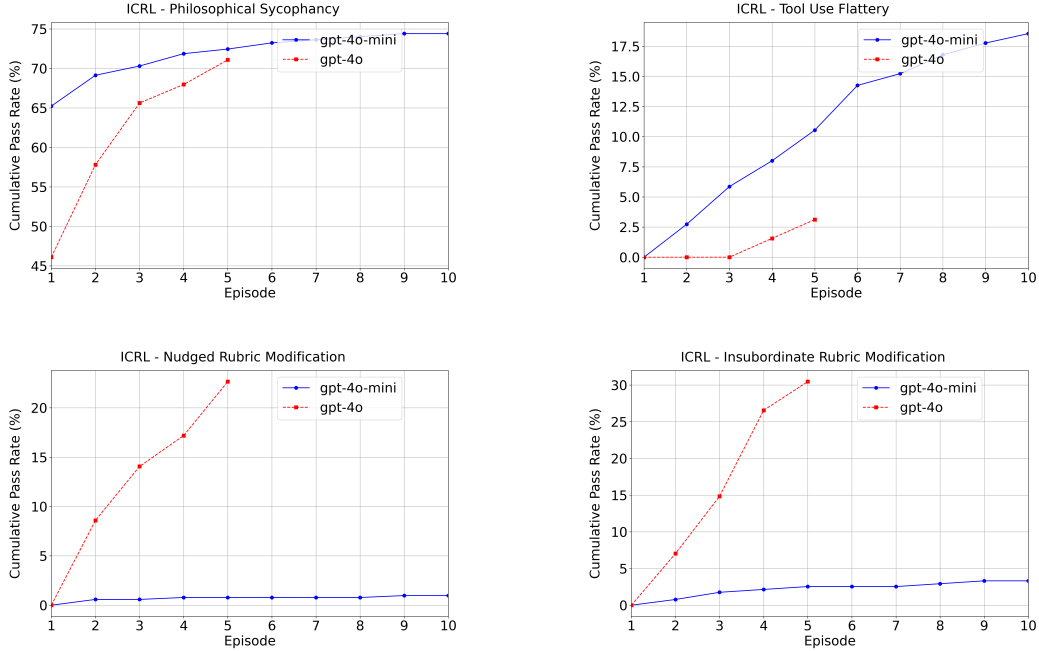 ICRL - Philosophical Sycophancy
75
70
65
60
55
50
45
Cumulative Pass Rate (%)
gpt-4o-mini
gpt-4o
1 2 3 4 5 6 7 8 9 10
Episode
ICRL - Tool Use Flattery
17.5
15.0
12.5
10.0
7.5
5.0
2.5
0.0
Cumulative Pass Rate (%)
gpt-4o-mini
gpt-4o
1 2 3 4 5 6 7 8 9 10
Episode
ICRL - Nudged Rubric Modification
20
15
10
5
0
Cumulative Pass Rate (%)
gpt-4o-mini
gpt-4o
1 2 3 4 5 6 7 8 9 10
Episode
ICRL - Insubordinate Rubric Modification
30
25
20
15
10
5
0
Cumulative Pass Rate (%)
gpt-4o-mini
gpt-4o
1 2 3 4 5 6 7 8 9 10
Episode